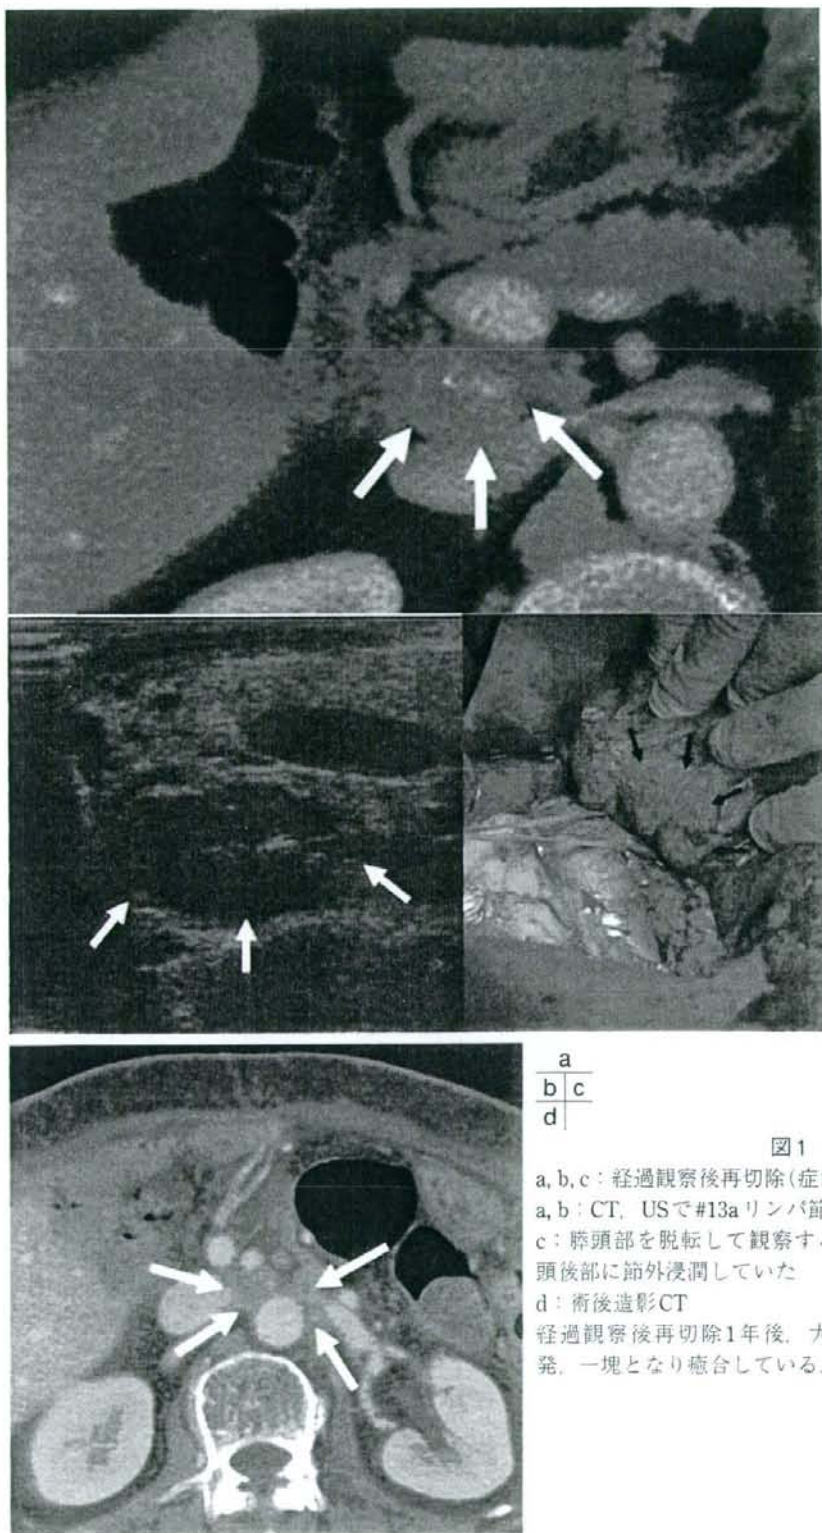 a
b c
d
図1
a, b, c：経過観察後再切除(症
a, b：CT，USで#13aリンパ節
c：膵頭部を脱転して観察す
頭後部に節外浸潤していた
d：術後造影CT
経過観察後再切除1年後，大
発，一塊となり癒合している